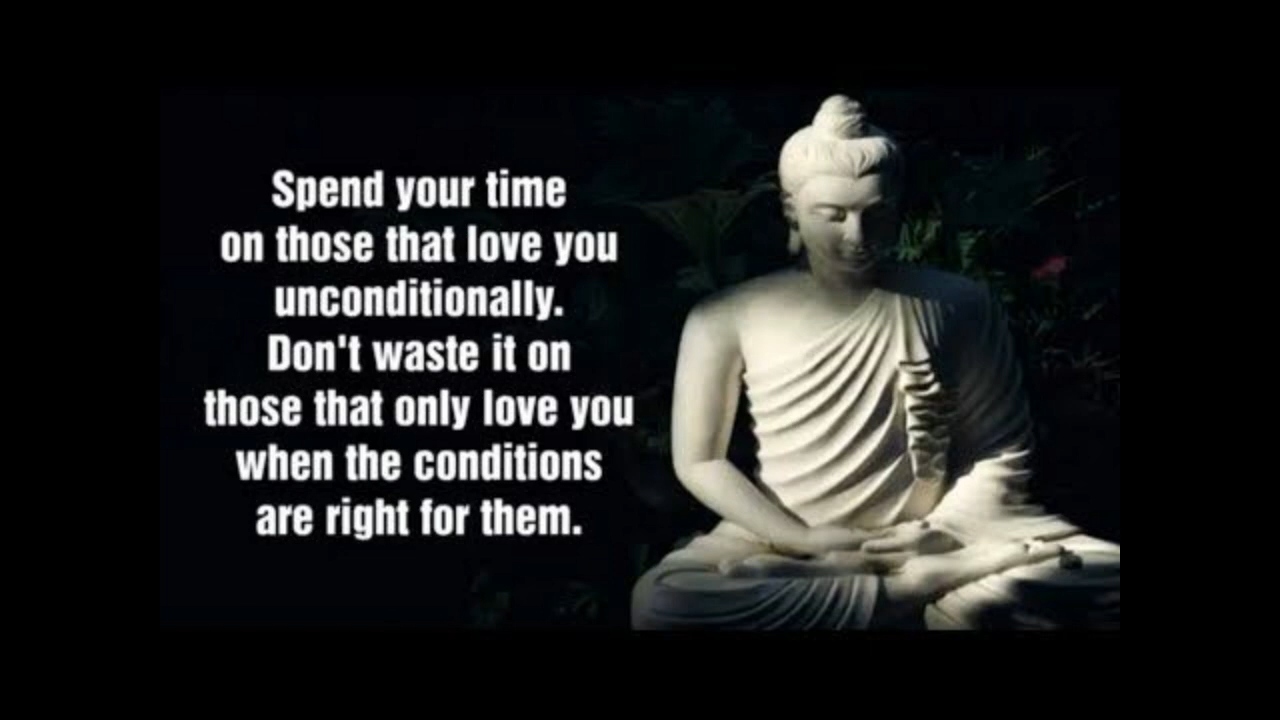 Spend your time
on those that love you
unconditionally.
Don't waste it on
those that only love you
when the conditions
are right for them.